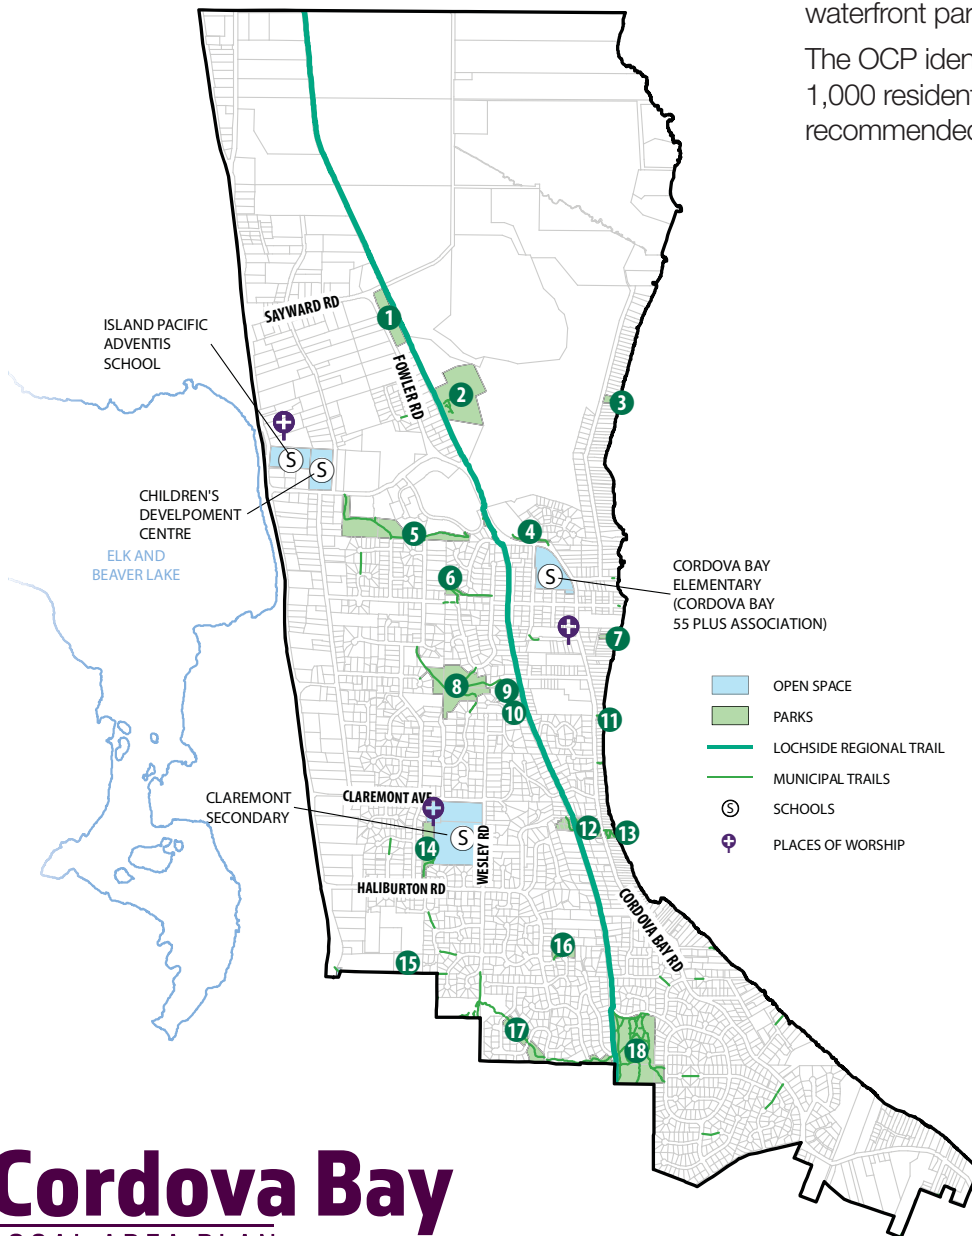 waterfront par
The OCP iden
1,000 resident
recommended
SAYWARD RD
ISLAND PACIFIC
ADVENTIS
SCHOOL
1
FOWLER RD
2
3
S
S
CHILDREN'S
DEVELPOMENT
CENTRE
ELK AND
BEAVER LAKE
5
4
6
S
CORDOVA BAY
ELEMENTARY
(CORDOVA BAY
55 PLUS ASSOCIATION)
7
8
9
10
11
OPEN SPACE
PARKS
LOCHSIDE REGIONAL TRAIL
MUNICIPAL TRAILS
S
SCHOOLS
PLACES OF WORSHIP
CLAREMONT
SECONDARY
CLAREMONT AVE
S
WESLEY RD
12
13
14
HALIBURTON RD
CORDOVA BAY RD
15
16
17
18
Cordova Bay